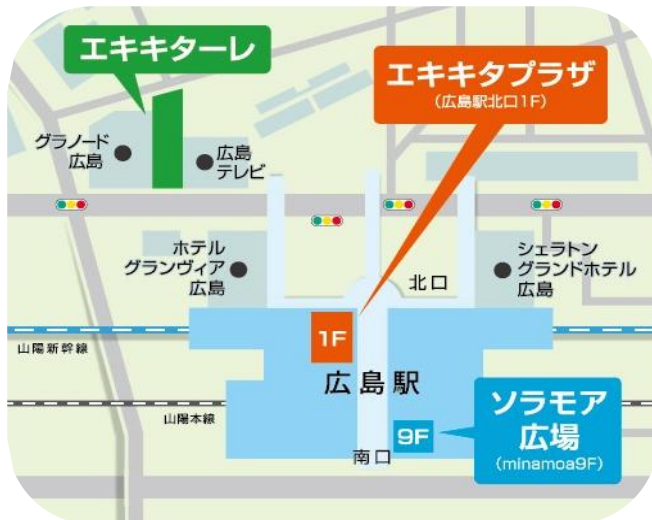 エキキターレ
エキキタプラザ
(広島駅北口1F)
グラノード
広島
広島
テレビ
ホテル
グランヴィア
広島
北口
シェラトン
グランドホテル
広島
山陽新幹線
1F
広島駅
山陽本線
9F
南口
ソラモア
広場
(minamoa9F)